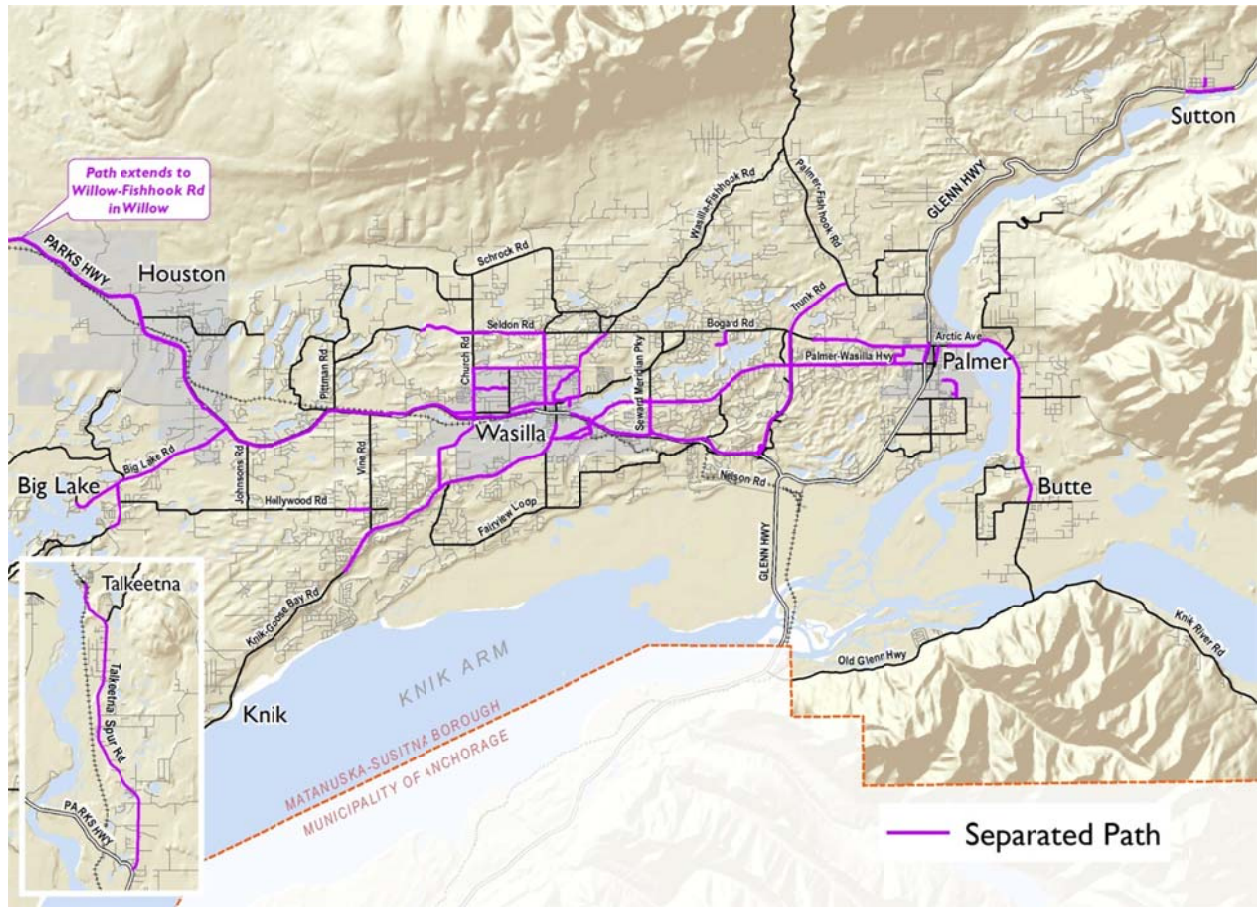 Sutton
Path extends to
Willow-Fishhook Rd
in Willow
PARKS HWY
Houston
Schrock Rd
Wasilla-Fishhook Rd
Palmer-Fishhook Rd
GLENN HWY
Trunk Rd
Seldon Rd
Bogard Rd
Arctic Ave
Pittman Rd
Church Rd
Seward Meridian Pky
Palmer-Wasilla Hwy
Palmer
Wasilla
Big Lake Rd
Johnsons Rd
Vine Rd
Big Lake
Hollywood Rd
Nelson Rd
Butte
Fairview Loop
GLENN HWY
Talkeetna
Knik-Goose Bay Rd
Knik River Rd
Old Glenn Hwy
KNIK ARM
Talkeetna Spur Rd
Knik
MATANUSKA-SUSITNA BOROUGH
MUNICIPALITY OF ANCHORAGE
PARKS HWY
Separated Path